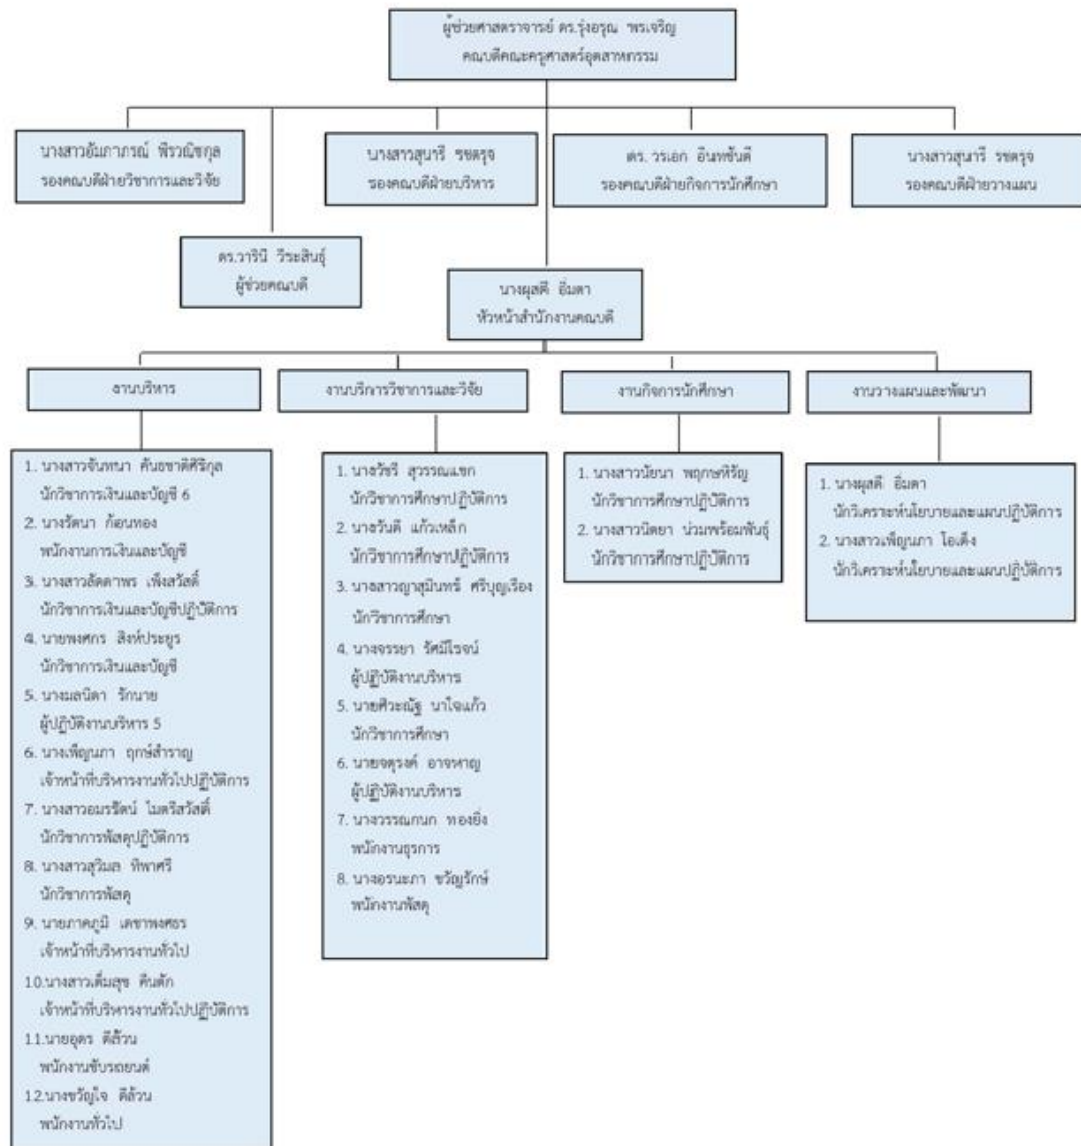 ผู้ช่วยศาสตราจารย์ ดร.รุ่งอรุณ พรเจริญ
คณบดีคณะครุศาสตร์อุตสาหกรรม
นางสาวอัมภาภรณ์ พีรวณิชกุล
รองคณบดีฝ่ายวิชาการและวิจัย
นางสาวสุนารี รชตรุจ
รองคณบดีฝ่ายบริหาร
ดร. วรเอก อินทขันตี
รองคณบดีฝ่ายกิจการนักศึกษา
นางสาวสุนารี รชตรุจ
รองคณบดีฝ่ายวางแผน
ดร.วารินี วีระสินธุ์
ผู้ช่วยคณบดี
นางผุสดี อิ่มตา
หัวหน้าสำนักงานคณบดี
งานบริหาร
1. นางสาวจันทนา คันธชาติศิริกุล
นักวิชาการเงินและบัญชี 6
2. นางรัตนา ก้อนทอง
พนักงานการเงินและบัญชี
3. นางสาวลัดดาพร เพ็งสวัสดิ์
นักวิชาการเงินและบัญชีปฏิบัติการ
4. นายพงศกร สิงห์ประยูร
นักวิชาการเงินและบัญชี
5. นางมลนิดา รักนาย
ผู้ปฏิบัติงานบริหาร 5
6. นางเพ็ญนภา ฤกษ์สำราญ
เจ้าหน้าที่บริหารงานทั่วไปปฏิบัติการ
7. นางสาวอมรรัตน์ ไมตรีสวัสดิ์
นักวิชาการพัสดุปฏิบัติการ
8. นางสาวสุวิมล ทิพาศรี
นักวิชาการพัสดุ
9. นายภาคภูมิ เดชาพงศธร
เจ้าหน้าที่บริหารงานทั่วไป
10.นางสาวเต็มสุข คืนตัก
เจ้าหน้าที่บริหารงานทั่วไปปฏิบัติการ
11.นายอุดร ดีล้วน
พนักงานขับรถยนต์
12.นางขวัญใจ ดีล้วน
พนักงานทั่วไป
งานบริการวิชาการและวิจัย
1. นางวัชรี สุวรรณแขก
นักวิชาการศึกษาปฏิบัติการ
2. นางวันดี แก้วเหล็ก
นักวิชาการศึกษาปฏิบัติการ
3. นางสาวญาสุมินทร์ ศรีบุญเรือง
นักวิชาการศึกษา
4. นางจรรยา รัศมีโรจน์
ผู้ปฏิบัติงานบริหาร
5. นายศิวะณัฐ นาใจแก้ว
นักวิชาการศึกษา
6. นายจตุรงค์ อาจหาญ
ผู้ปฏิบัติงานบริหาร
7. นางวรรณกนก ทองยิ่ง
พนักงานธุรการ
8. นางอรนะภา ขวัญรักษ์
พนักงานพัสดุ
งานกิจการนักศึกษา
1. นางสาวนัยนา พฤกษหิรัญ
นักวิชาการศึกษาปฏิบัติการ
2. นางสาวนิตยา น่วมพร้อมพันธุ์
นักวิชาการศึกษาปฏิบัติการ
งานวางแผนและพัฒนา
1. นางผุสดี อิ่มตา
นักวิเคราะห์นโยบายและแผนปฏิบัติการ
2. นางสาวเพ็ญนภา โอเต็ง
นักวิเคราะห์นโยบายและแผนปฏิบัติการ